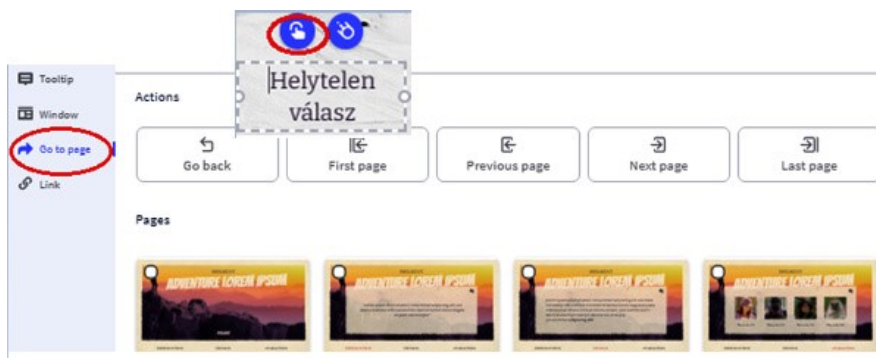 Helytelen
válasz
Tooltip
Window
Go to page
Link
Actions
Go back
First page
Previous page
Next page
Last page
Pages
ADVENTURE LOREM IPSUM
ADVENTURE LOREM IPSUM
ADVENTURE LOREM IPSUM
ADVENTURE LOREM IPSUM